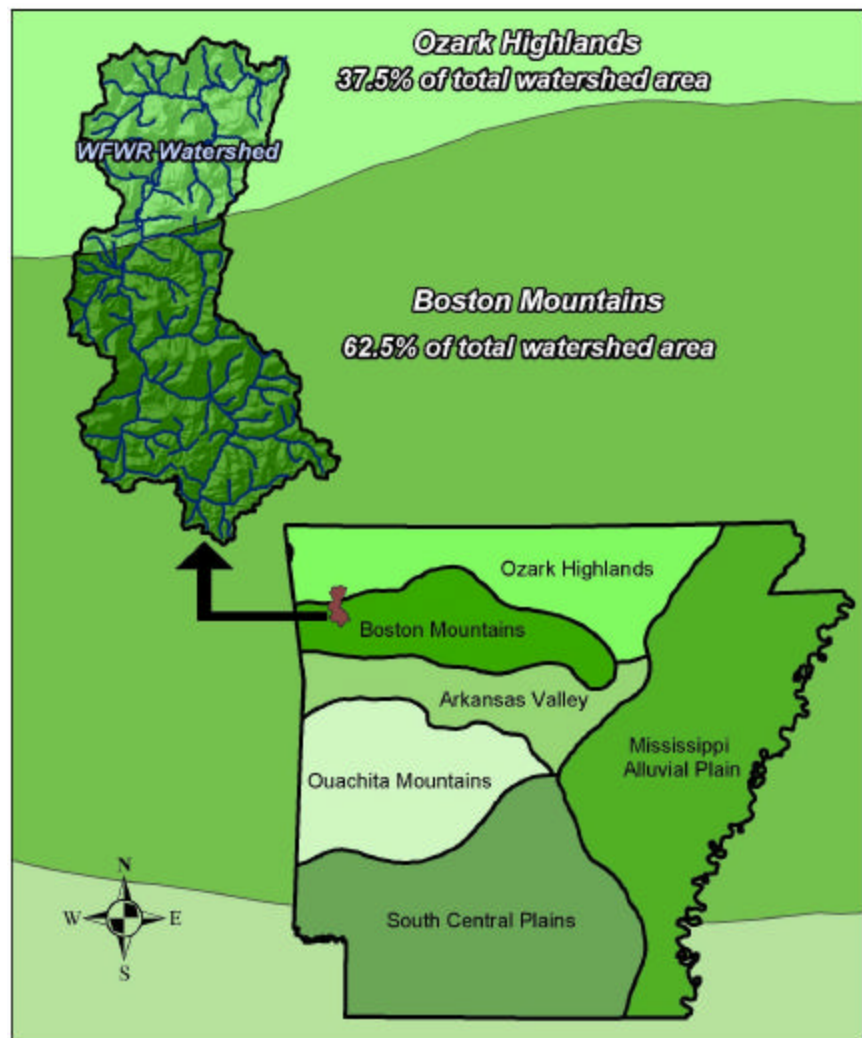 Ozark Highlands
37.5% of total watershed area
WFWR Watershed
Boston Mountains
62.5% of total watershed area
Ozark Highlands
Boston Mountains
Arkansas Valley
Mississippi
Alluvial Plain
Ouachita Mountains
South Central Plains
N
W E
S